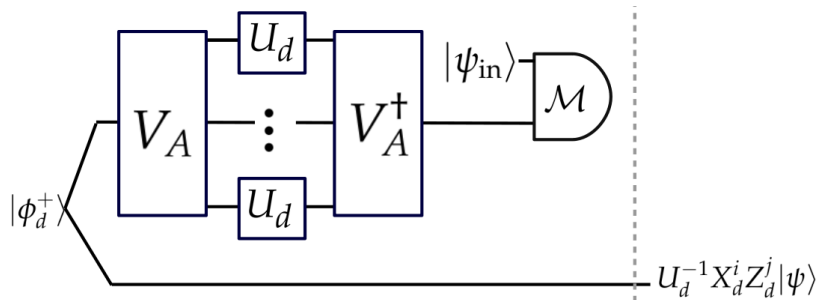 U_d
|ψ_in⟩
V_A
⋮
V_A^†
ℳ
U_d
|ϕ_d^+⟩
U_d^{-1} X_d^i Z_d^j |ψ⟩